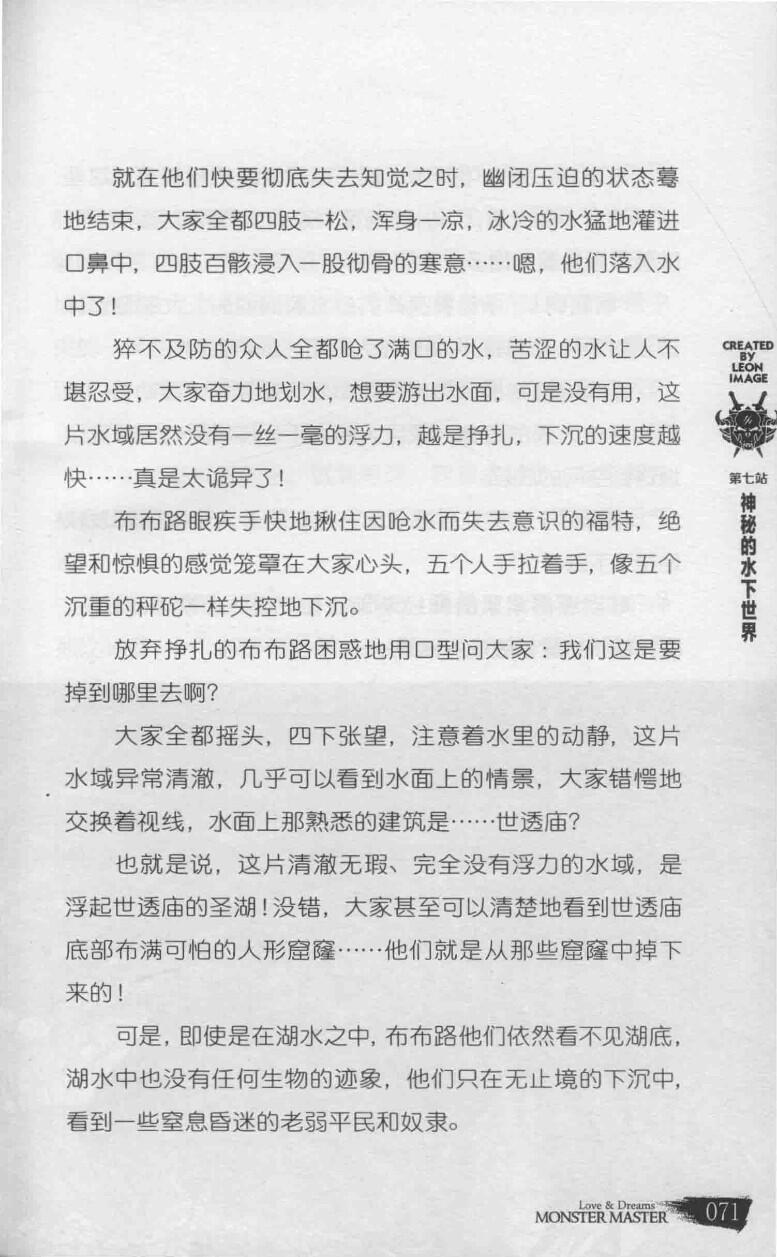 就在他们快要彻底失去知觉之时，幽闭压迫的状态蓦
地结束，大家全都四肢一松，浑身一凉，冰冷的水猛地灌进
口鼻中，四肢百骸浸入一股彻骨的寒意……嗯，他们落入水
中了！
猝不及防的众人全都呛了满口的水，苦涩的水让人不
堪忍受，大家奋力地划水，想要游出水面，可是没有用，这
片水域居然没有一丝一毫的浮力，越是挣扎，下沉的速度越
快……真是太诡异了！
布布路眼疾手快地揪住因呛水而失去意识的福特，绝
望和惊惧的感觉笼罩在大家心头，五个人手拉着手，像五个
沉重的秤砣一样失控地下沉。
放弃挣扎的布布路困惑地用口型问大家：我们这是要
掉到哪里去啊？
大家全都摇头，四下张望，注意着水里的动静，这片
水域异常清澈，几乎可以看到水面上的情景，大家错愕地
交换着视线，水面上那熟悉的建筑是……世透庙？
也就是说，这片清澈无瑕、完全没有浮力的水域，是
浮起世透庙的圣湖！没错，大家甚至可以清楚地看到世透庙
底部布满可怕的人形窟窿……他们就是从那些窟窿中掉下
来的！
可是，即使是在湖水之中，布布路他们依然看不见湖底，
湖水中也没有任何生物的迹象，他们只在无止境的下沉中，
看到一些窒息昏迷的老弱平民和奴隶。
CREATED
BY
LEON
IMAGE
第七站
神秘的水下世界
Love & Dreams
MONSTER MASTER
071